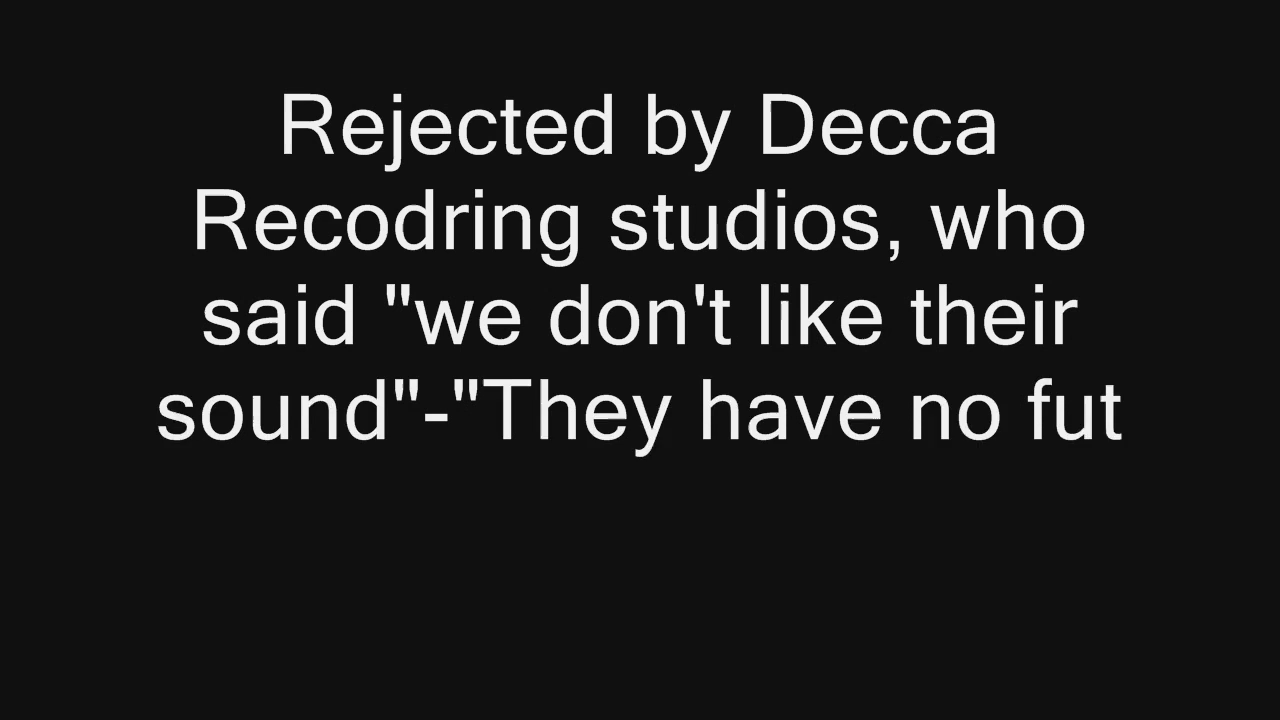 Rejected by Decca
Recodring studios, who
said "we don't like their
sound"-"They have no fut